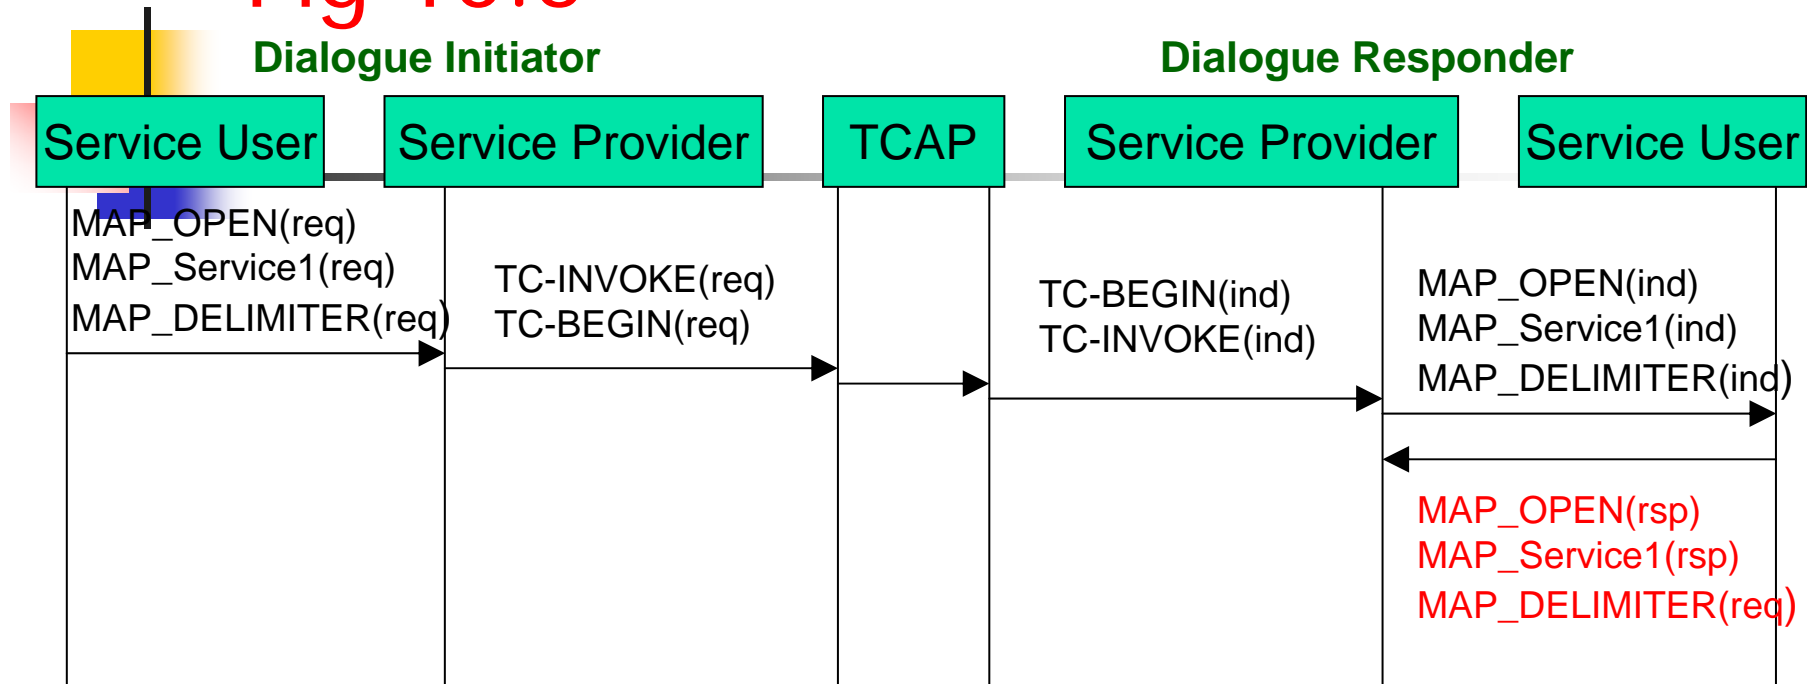 Dialogue Initiator
Dialogue Responder
Service User
Service Provider
TCAP
Service Provider
Service User
MAP_OPEN(req)
MAP_Service1(req)
MAP_DELIMITER(req)
TC-INVOKE(req)
TC-BEGIN(req)
TC-BEGIN(ind)
TC-INVOKE(ind)
MAP_OPEN(ind)
MAP_Service1(ind)
MAP_DELIMITER(ind)
MAP_OPEN(rsp)
MAP_Service1(rsp)
MAP_DELIMITER(req)